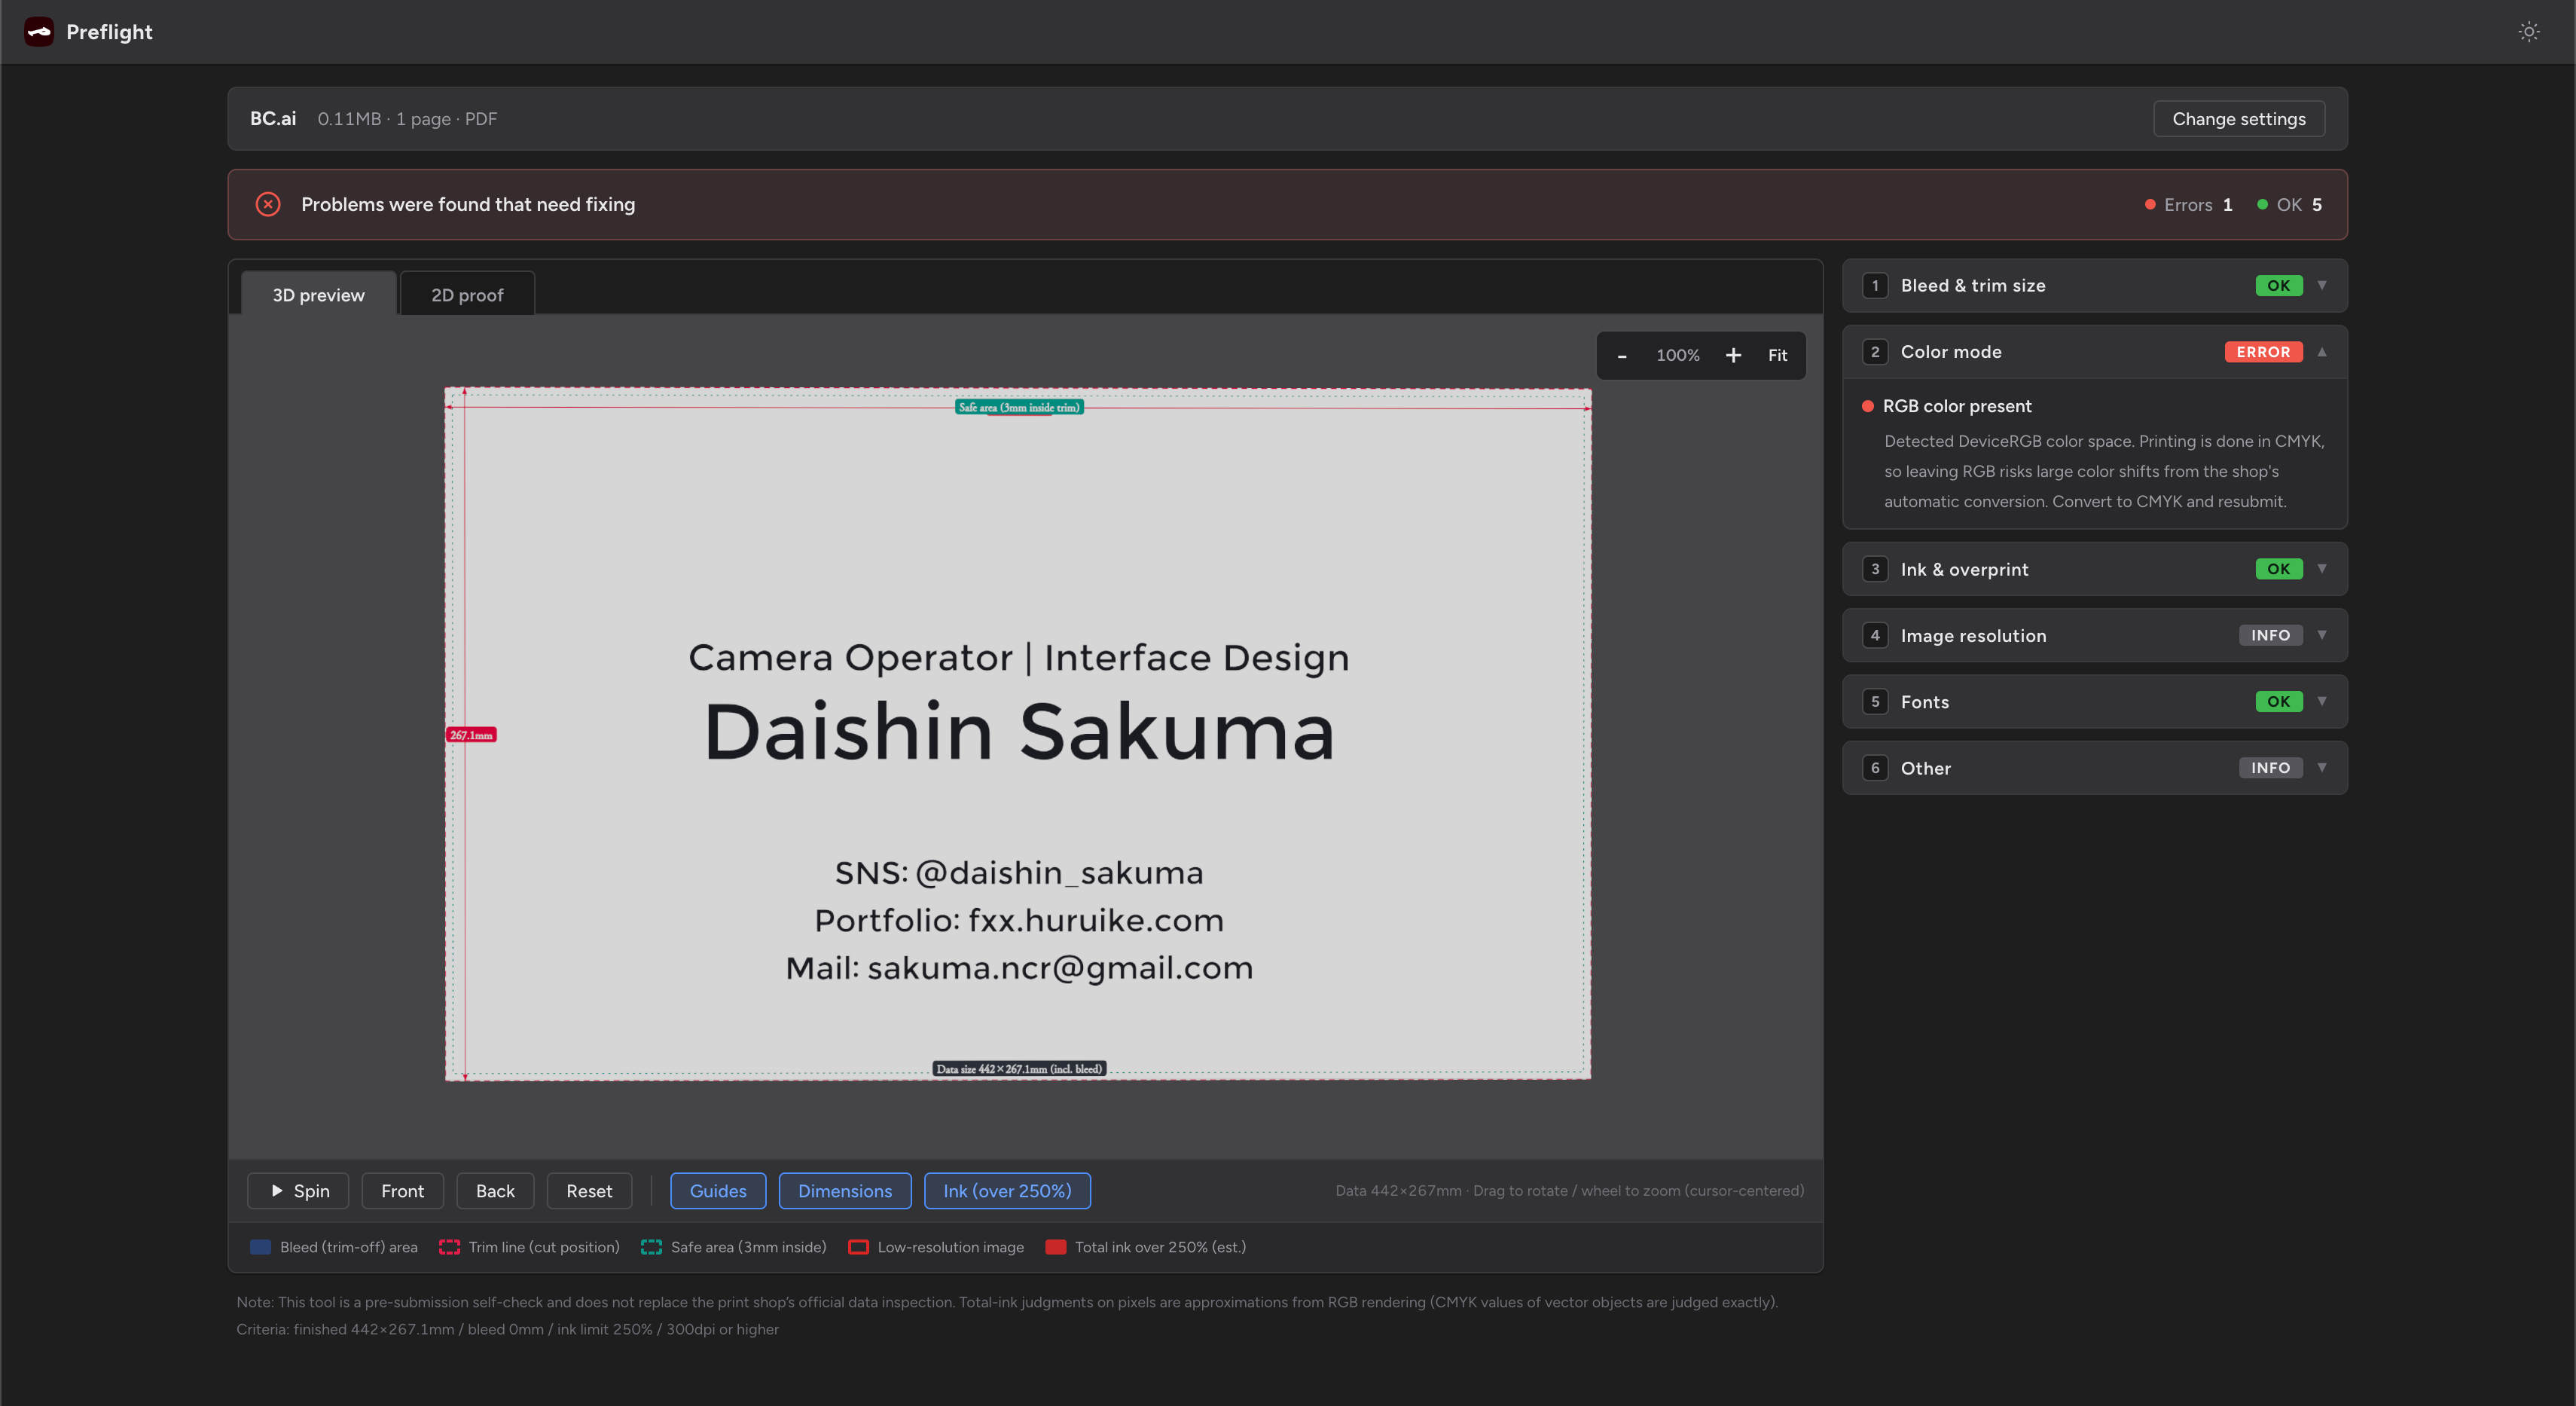 Preflight
BC.ai 0.11MB · 1 page · PDF
Change settings
Problems were found that need fixing
Errors 1 OK 5
3D preview
2D proof
- 100% + Fit
Safe area (3mm inside trim)
267.1mm
Camera Operator | Interface Design
Daishin Sakuma
SNS: @daishin_sakuma
Portfolio: fxx.huruike.com
Mail: sakuma.ncr@gmail.com
Data size 442×267.1mm (incl. bleed)
Spin
Front
Back
Reset
Guides
Dimensions
Ink (over 250%)
Data 442×267mm · Drag to rotate / wheel to zoom (cursor-centered)
Bleed (trim-off) area
Trim line (cut position)
Safe area (3mm inside)
Low-resolution image
Total ink over 250% (est.)
1 Bleed & trim size OK
2 Color mode ERROR
RGB color present
Detected DeviceRGB color space. Printing is done in CMYK,
so leaving RGB risks large color shifts from the shop's
automatic conversion. Convert to CMYK and resubmit.
3 Ink & overprint OK
4 Image resolution INFO
5 Fonts OK
6 Other INFO
Note: This tool is a pre-submission self-check and does not replace the print shop's official data inspection. Total-ink judgments on pixels are approximations from RGB rendering (CMYK values of vector objects are judged exactly).
Criteria: finished 442×267.1mm / bleed 0mm / ink limit 250% / 300dpi or higher